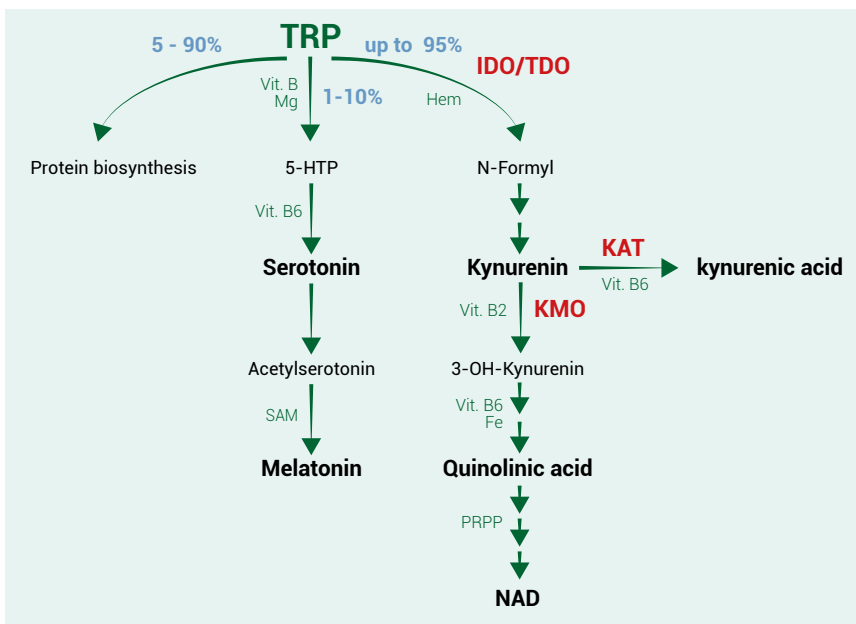 TRP
5 - 90%
up to 95%
IDO/TDO
Vit. B
Mg
1-10%
Hem
Protein biosynthesis
5-HTP
N-Formyl
Vit. B6
KAT
Serotonin
Kynurenin
kynurenic acid
Vit. B6
Vit. B2
KMO
Acetylserotonin
3-OH-Kynurenin
SAM
Vit. B6
Fe
Melatonin
Quinolinic acid
PRPP
NAD